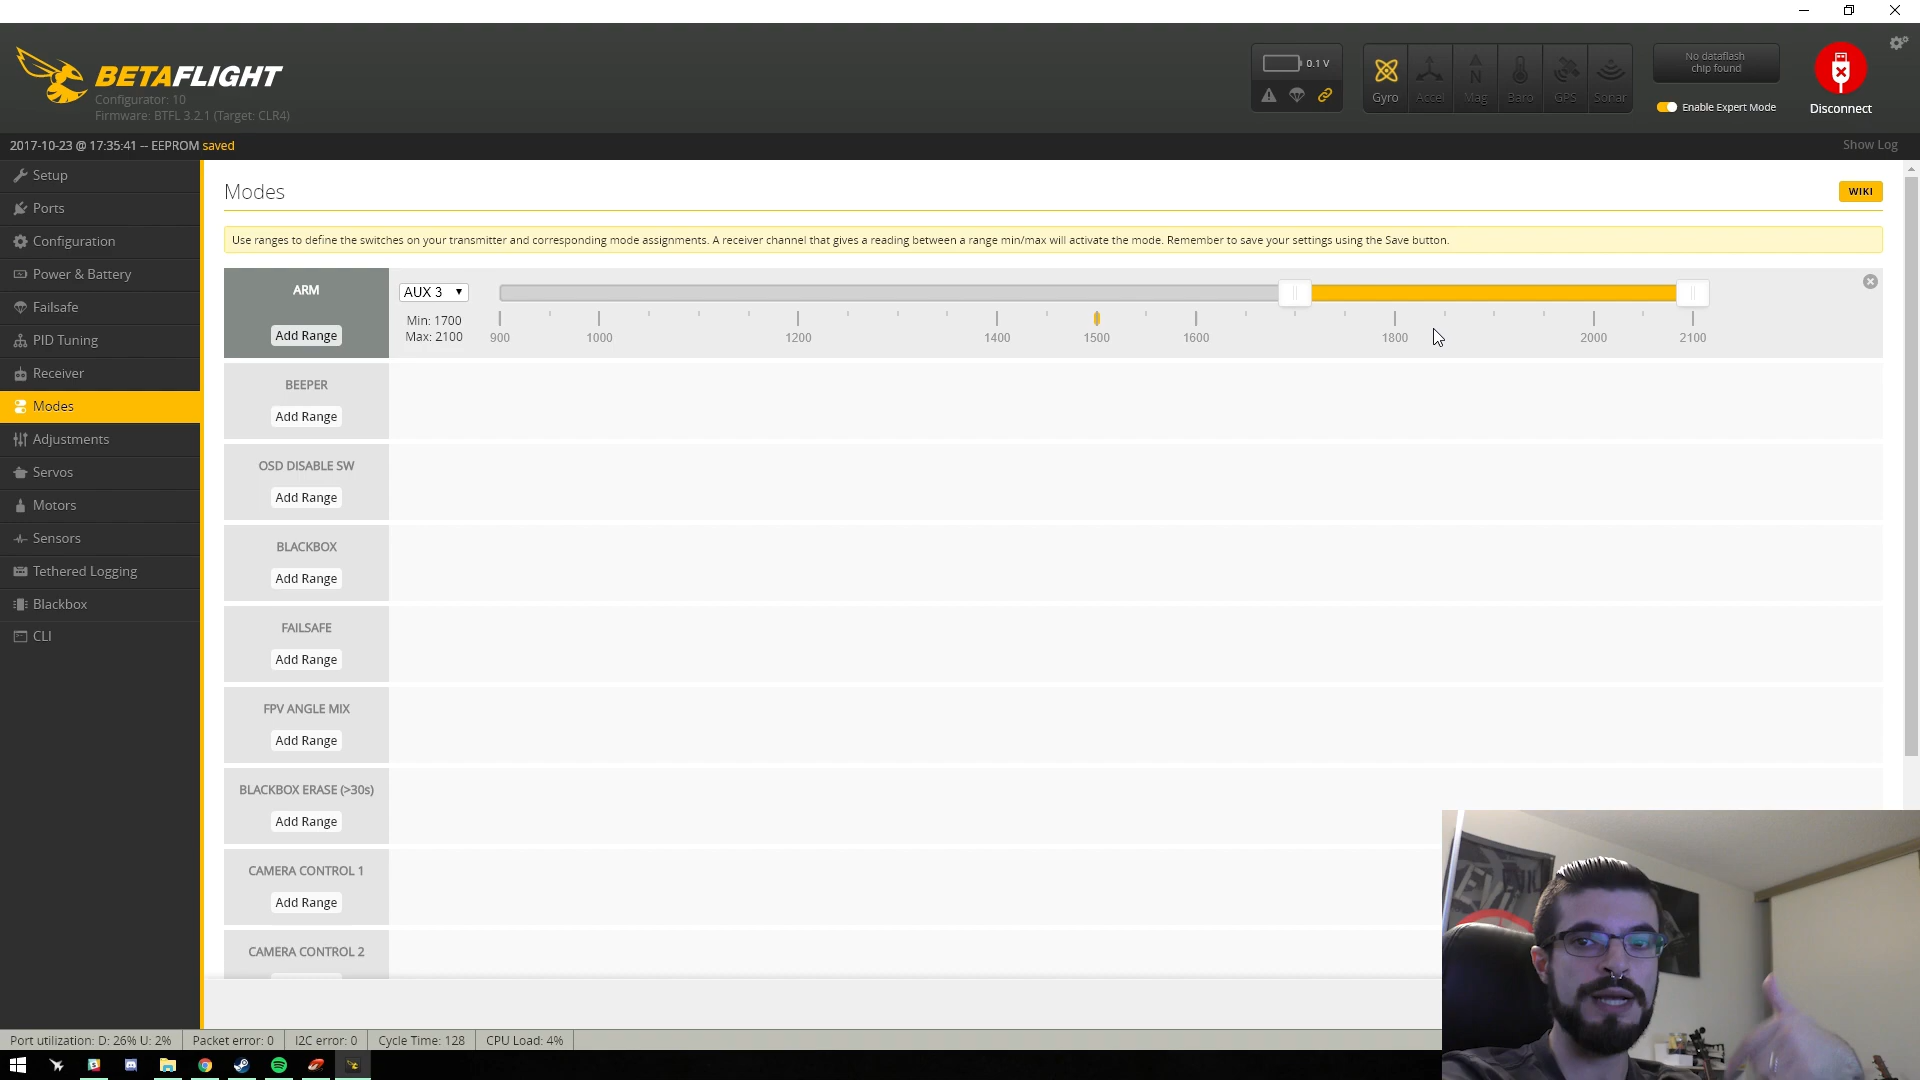 BETAFLIGHT
Configurator: 10
Firmware: BTFL 3.2.1 (Target: CLR4)
0.1 V
Gyro
Accel
Mag
Baro
GPS
Sonar
No dataflash
chip found
Enable Expert Mode
Disconnect
2017-10-23 @ 17:35:41 -- EEPROM saved
Show Log
Setup
Ports
Configuration
Power & Battery
Failsafe
PID Tuning
Receiver
Modes
Adjustments
Servos
Motors
Sensors
Tethered Logging
Blackbox
CLI
Modes
WIKI
Use ranges to define the switches on your transmitter and corresponding mode assignments. A receiver channel that gives a reading between a range min/max will activate the mode. Remember to save your settings using the Save button.
ARM
Add Range
AUX 3
Min: 1700
Max: 2100
900 1000 1200 1400 1500 1600 1800 2000 2100
BEEPER
Add Range
OSD DISABLE SW
Add Range
BLACKBOX
Add Range
FAILSAFE
Add Range
FPV ANGLE MIX
Add Range
BLACKBOX ERASE (>30s)
Add Range
CAMERA CONTROL 1
Add Range
CAMERA CONTROL 2
Port utilization: D: 26% U: 2%
Packet error: 0
I2C error: 0
Cycle Time: 128
CPU Load: 4%